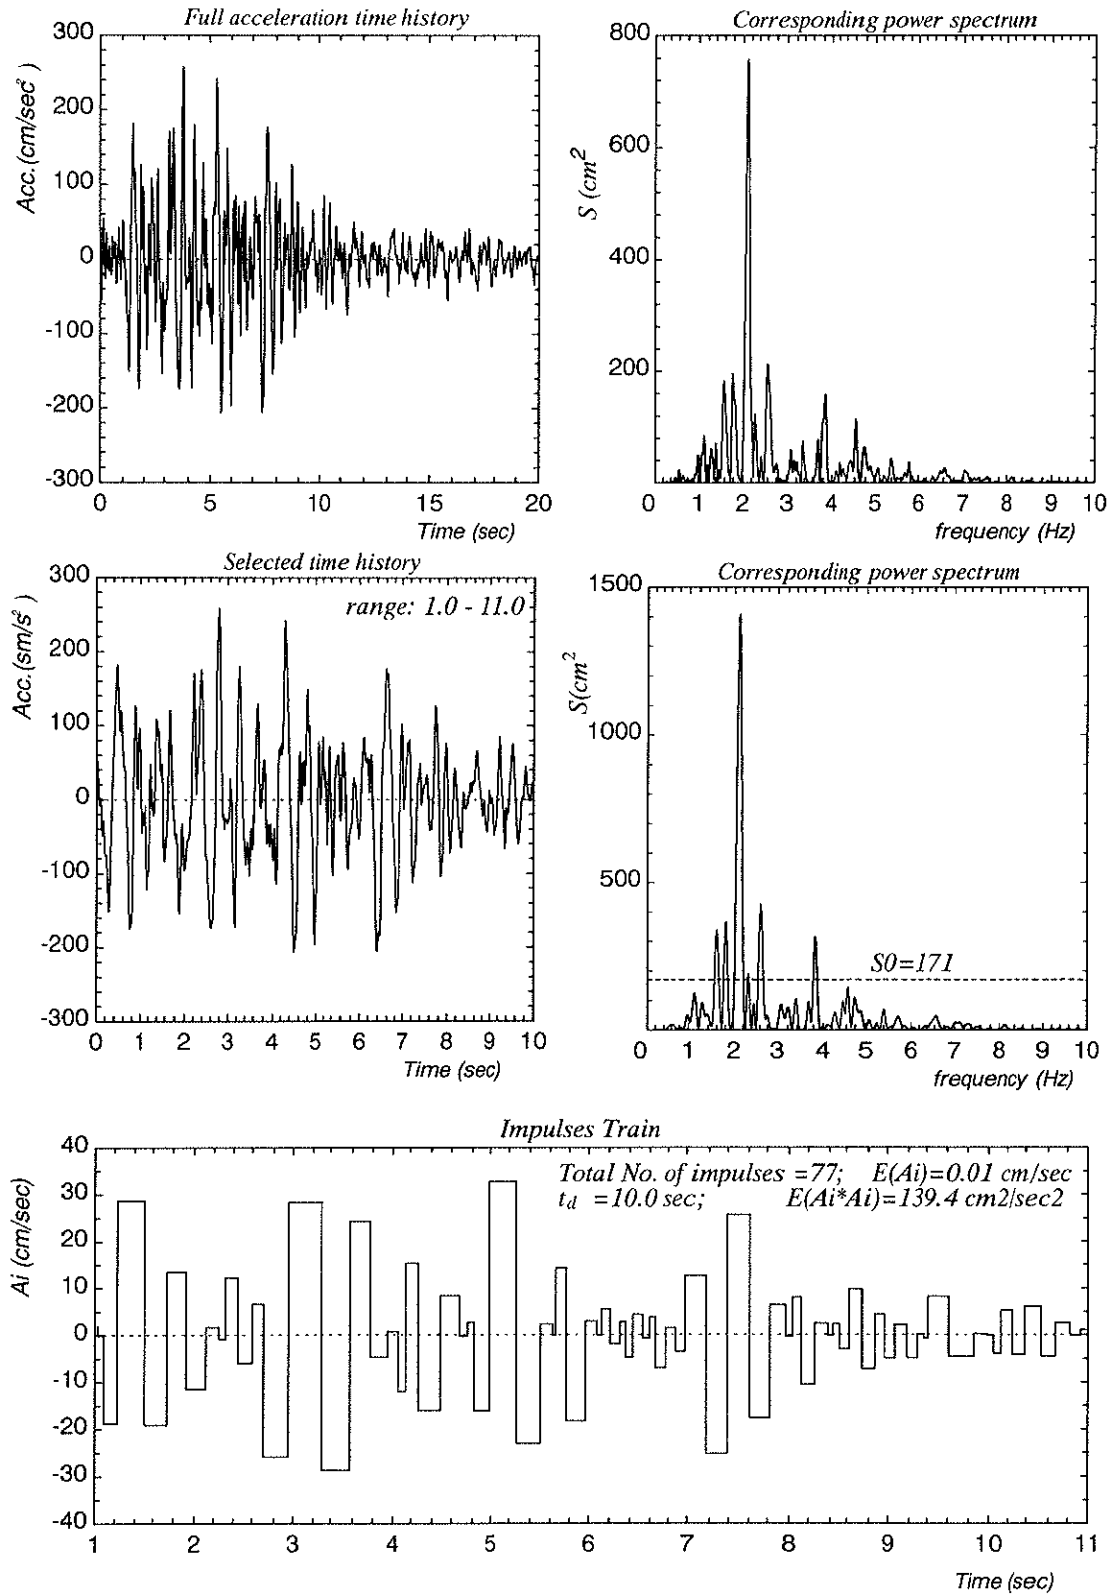 Full acceleration time history
300
200
100
0
-100
-200
-300
Acc.(cm/sec²)
0 5 10 15 20
Time (sec)
Corresponding power spectrum
800
600
400
200
S (cm²
0 1 2 3 4 5 6 7 8 9 10
frequency (Hz)
Selected time history
range: 1.0 - 11.0
300
200
100
0
-100
-200
-300
Acc.(sm/s²)
0 1 2 3 4 5 6 7 8 9 10
Time (sec)
Corresponding power spectrum
1500
1000
500
S(cm²
S0=171
0 1 2 3 4 5 6 7 8 9 10
frequency (Hz)
Impulses Train
Total No. of impulses =77; E(Ai)=0.01 cm/sec
t_d =10.0 sec; E(Ai*Ai)=139.4 cm2/sec2
40
30
20
10
0
-10
-20
-30
-40
Ai (cm/sec)
1 2 3 4 5 6 7 8 9 10 11
Time (sec)